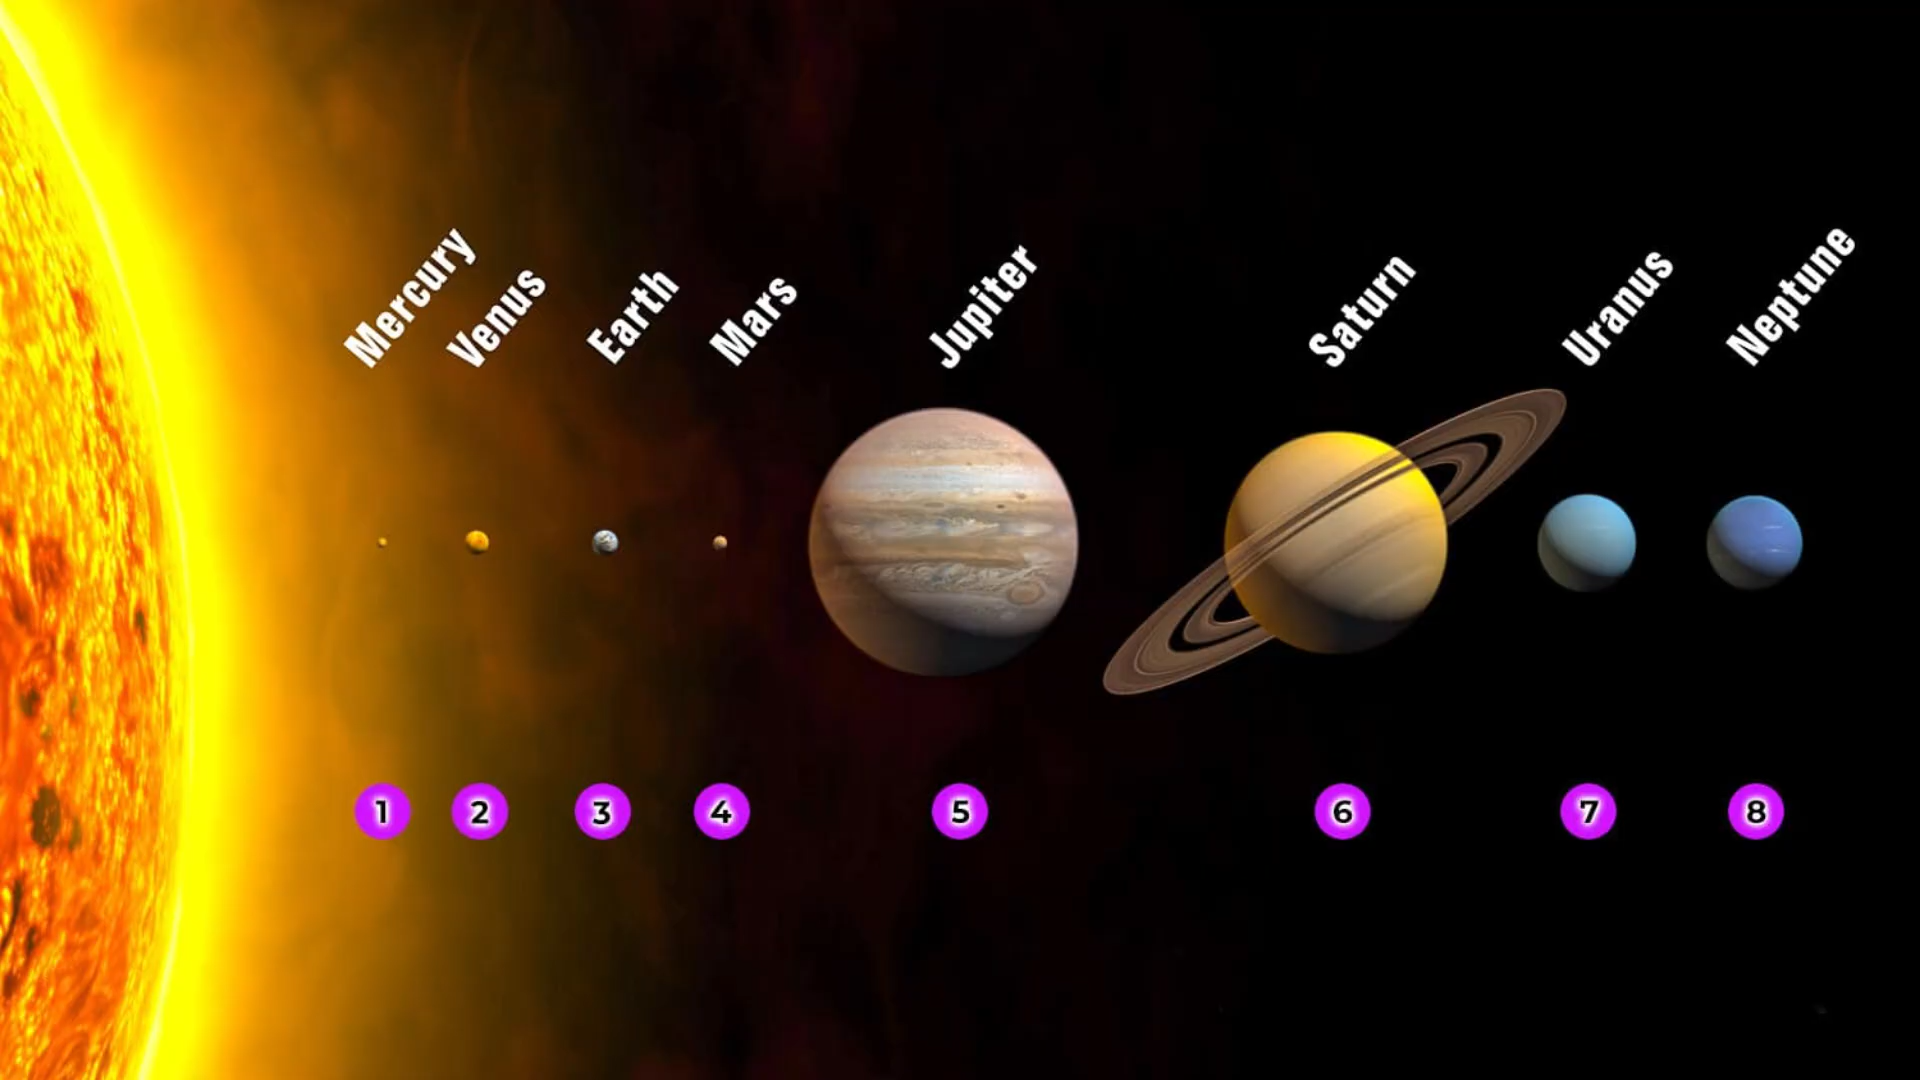 Mercury
Venus
Earth
Mars
Jupiter
Saturn
Uranus
Neptune
1
2
3
4
5
6
7
8